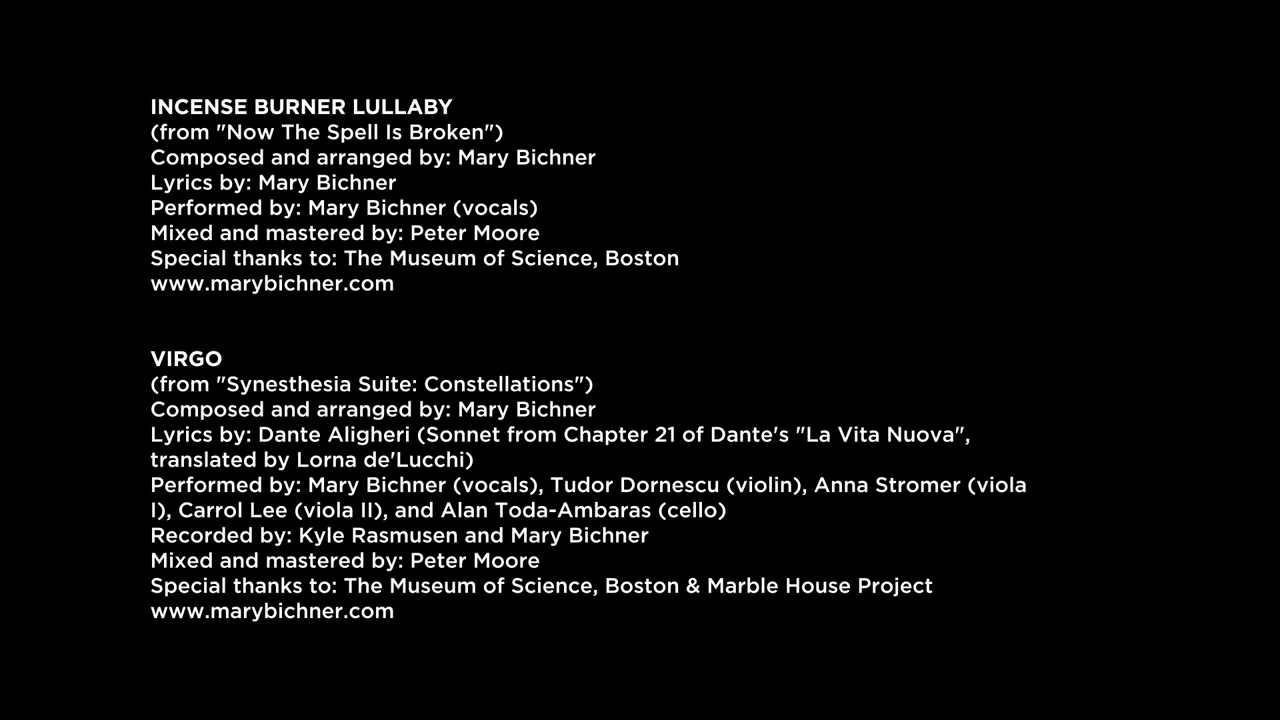 INCENSE BURNER LULLABY
(from "Now The Spell Is Broken")
Composed and arranged by: Mary Bichner
Lyrics by: Mary Bichner
Performed by: Mary Bichner (vocals)
Mixed and mastered by: Peter Moore
Special thanks to: The Museum of Science, Boston
www.marybichner.com
VIRGO
(from "Synesthesia Suite: Constellations")
Composed and arranged by: Mary Bichner
Lyrics by: Dante Aligheri (Sonnet from Chapter 21 of Dante's "La Vita Nuova",
translated by Lorna de'Lucchi)
Performed by: Mary Bichner (vocals), Tudor Dornescu (violin), Anna Stromer (viola
I), Carrol Lee (viola II), and Alan Toda-Ambaras (cello)
Recorded by: Kyle Rasmusen and Mary Bichner
Mixed and mastered by: Peter Moore
Special thanks to: The Museum of Science, Boston & Marble House Project
www.marybichner.com